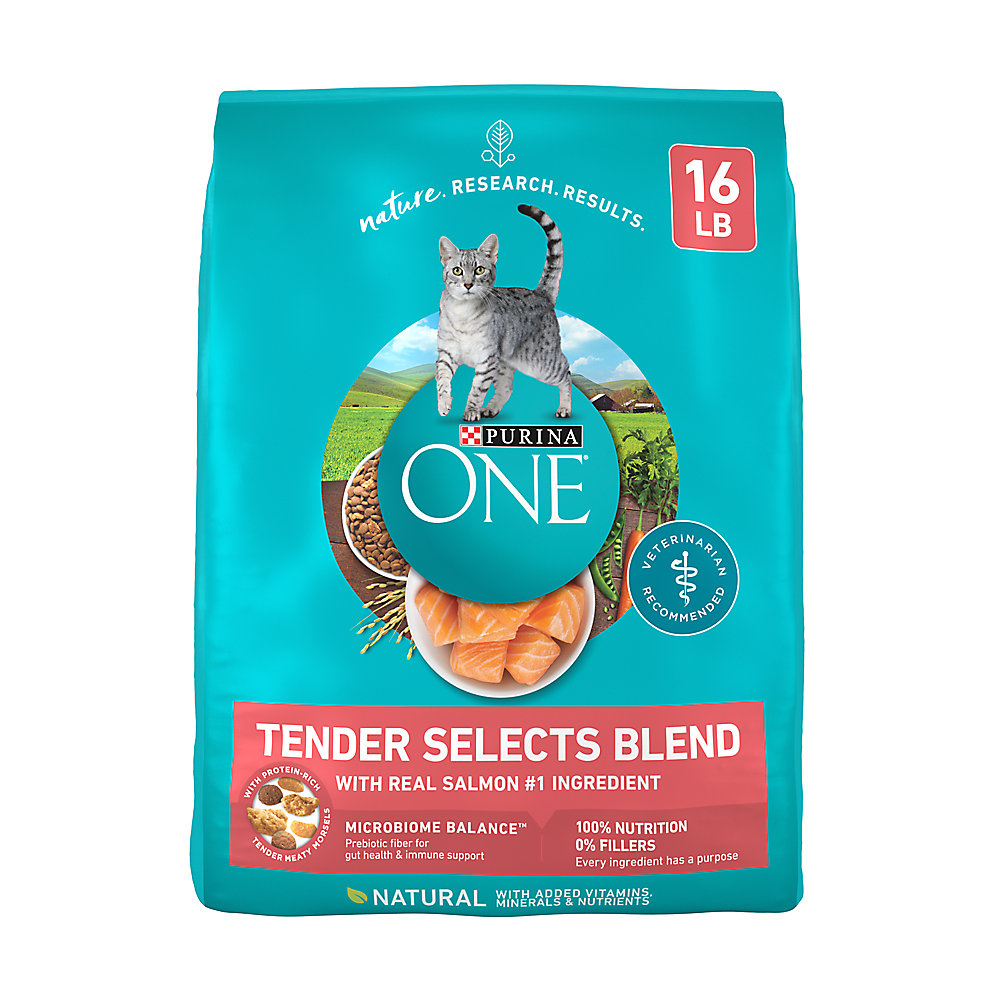 nature. RESEARCH. RESULTS.
16
LB
PURINA
ONE®
VETERINARIAN
RECOMMENDED
TENDER SELECTS BLEND
WITH REAL SALMON #1 INGREDIENT
WITH PROTEIN-RICH
TENDER MEATY MORSELS
MICROBIOME BALANCE™
Prebiotic fiber for
gut health & immune support
100% NUTRITION
0% FILLERS
Every ingredient has a purpose
NATURAL WITH ADDED VITAMINS,
MINERALS & NUTRIENTS